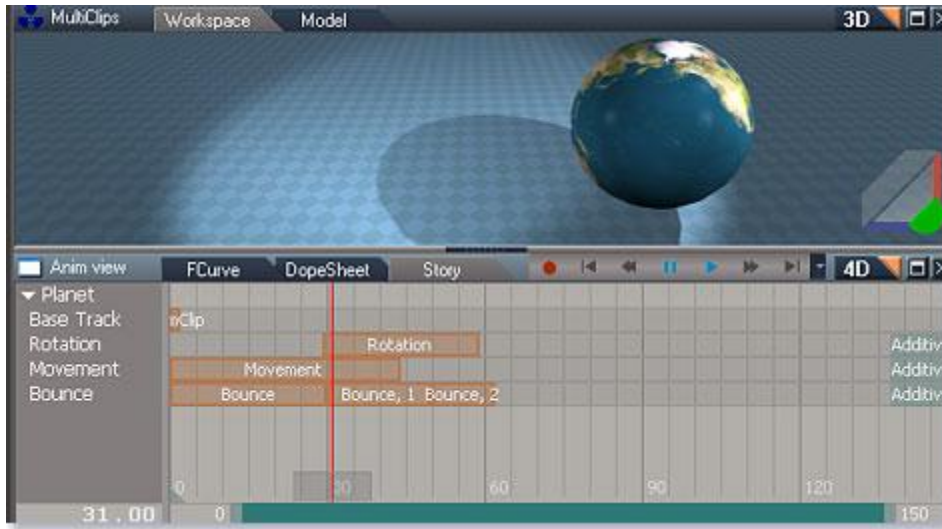 MultiClips Workspace Model 3D
Anim view FCurve DopeSheet Story 4D
Planet
Base Track nClip
Rotation Rotation Additiv
Movement Movement Additiv
Bounce Bounce Bounce, 1 Bounce, 2 Additiv
0 30 60 90 120
31.00 0 150